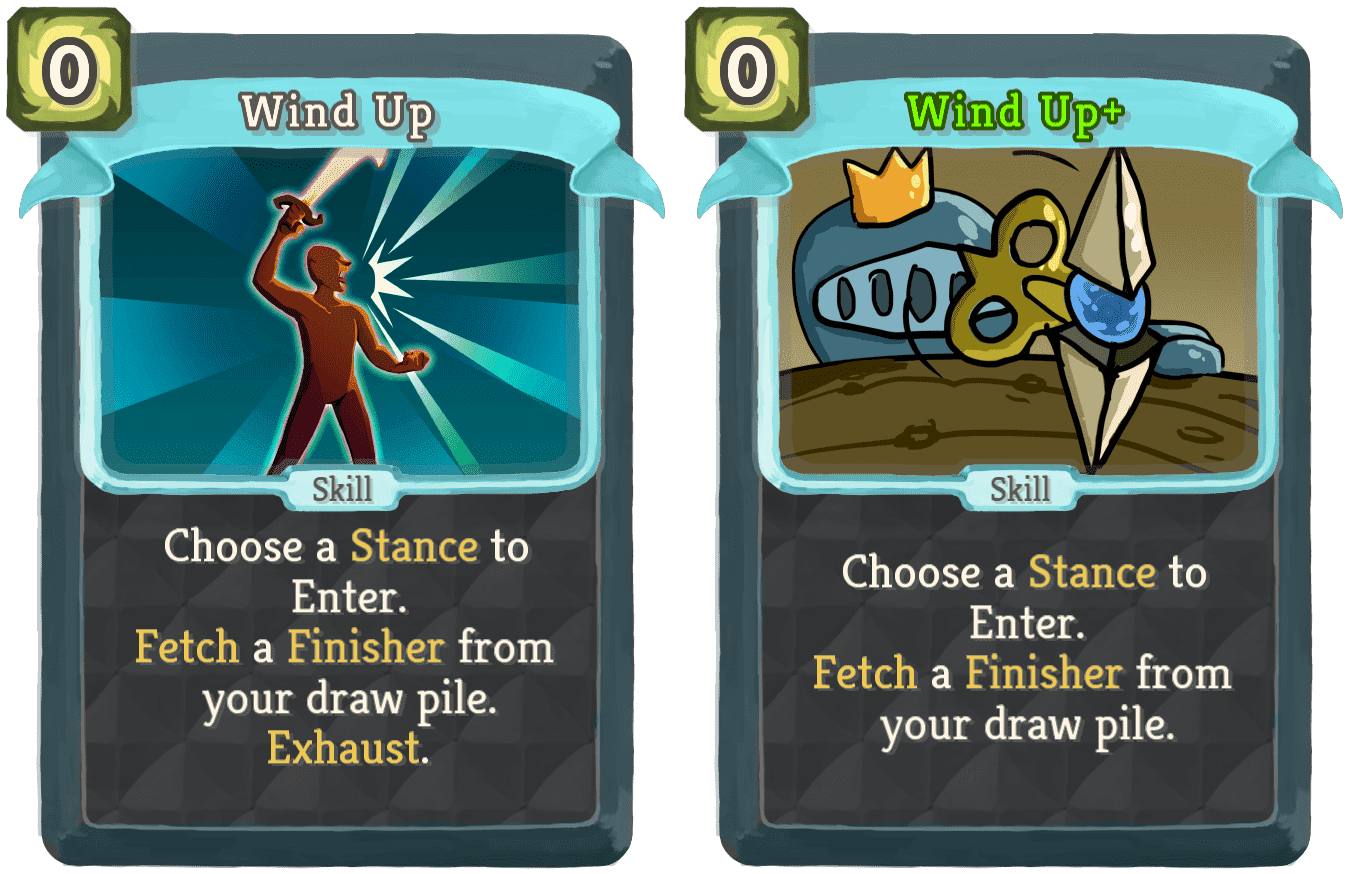 0
Wind Up
Skill
Choose a Stance to
Enter.
Fetch a Finisher from
your draw pile.
Exhaust.
0
Wind Up+
Skill
Choose a Stance to
Enter.
Fetch a Finisher from
your draw pile.